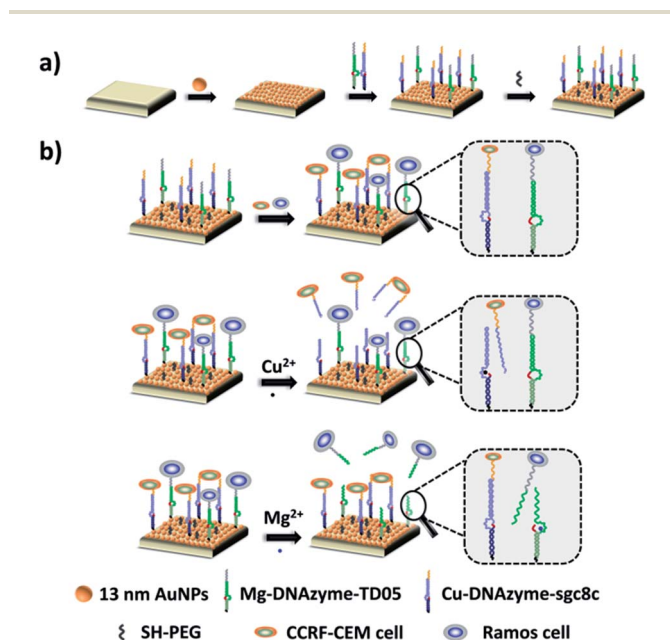 a)
b)
Cu2+
Mg2+
13 nm AuNPs Mg-DNAzyme-TD05 Cu-DNAzyme-sgc8c
SH-PEG CCRF-CEM cell Ramos cell